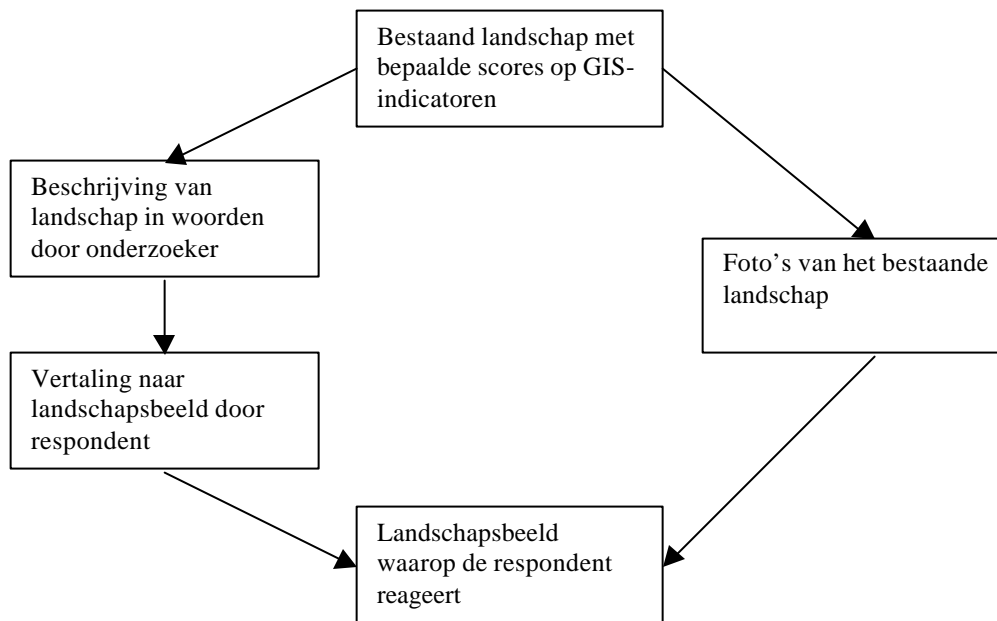 Bestaand landschap met
bepaalde scores op GIS-
indicatoren
Beschrijving van
landschap in woorden
door onderzoeker
Foto's van het bestaande
landschap
Vertaling naar
landschapsbeeld door
respondent
Landschapsbeeld
waarop de respondent
reageert